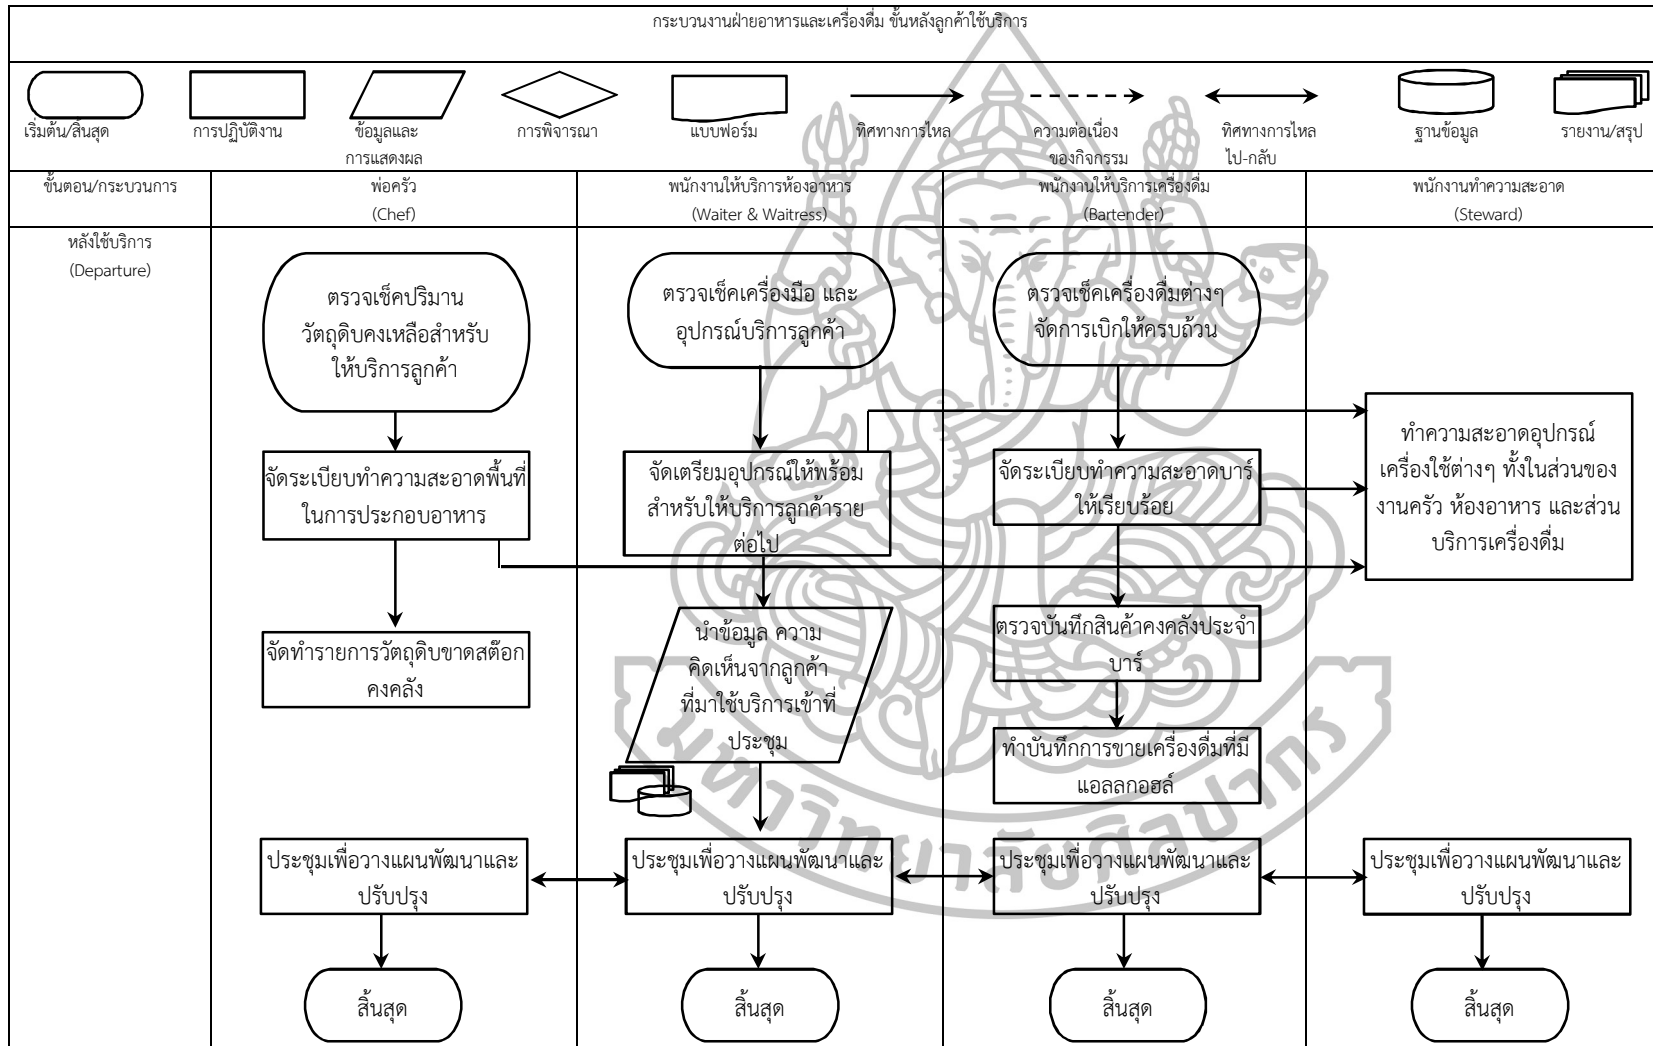 กระบวนงานฝ่ายอาหารและเครื่องดื่ม ขั้นหลังลูกค้าใช้บริการ
เริ่มต้น/สิ้นสุด
การปฏิบัติงาน
ข้อมูลและ
การแสดงผล
การพิจารณา
แบบฟอร์ม
ทิศทางการไหล
ความต่อเนื่อง
ของกิจกรรม
ทิศทางการไหล
ไป-กลับ
ฐานข้อมูล
รายงาน/สรุป
ขั้นตอน/กระบวนการ
พ่อครัว
(Chef)
พนักงานให้บริการห้องอาหาร
(Waiter & Waitress)
พนักงานให้บริการเครื่องดื่ม
(Bartender)
พนักงานทำความสะอาด
(Steward)
หลังใช้บริการ
(Departure)
ตรวจเช็คปริมาน
วัตถุดิบคงเหลือสำหรับ
ให้บริการลูกค้า
ตรวจเช็คเครื่องมือ และ
อุปกรณ์บริการลูกค้า
ตรวจเช็คเครื่องดื่มต่างๆ
จัดการเบิกให้ครบถ้วน
จัดระเบียบทำความสะอาดพื้นที่
ในการประกอบอาหาร
จัดเตรียมอุปกรณ์ให้พร้อม
สำหรับให้บริการลูกค้าราย
ต่อไป
จัดระเบียบทำความสะอาดบาร์
ให้เรียบร้อย
ทำความสะอาดอุปกรณ์
เครื่องใช้ต่างๆ ทั้งในส่วนของ
งานครัว ห้องอาหาร และส่วน
บริการเครื่องดื่ม
จัดทำรายการวัตถุดิบขาดสต๊อก
คงคลัง
นำข้อมูล ความ
คิดเห็นจากลูกค้า
ที่มาใช้บริการเข้าที่
ประชุม
ตรวจบันทึกสินค้าคงคลังประจำ
บาร์
ทำบันทึกการขายเครื่องดื่มที่มี
แอลลกอฮล์
ประชุมเพื่อวางแผนพัฒนาและ
ปรับปรุง
ประชุมเพื่อวางแผนพัฒนาและ
ปรับปรุง
ประชุมเพื่อวางแผนพัฒนาและ
ปรับปรุง
ประชุมเพื่อวางแผนพัฒนาและ
ปรับปรุง
สิ้นสุด
สิ้นสุด
สิ้นสุด
สิ้นสุด
มหาวิทยาลัยศิลปากร